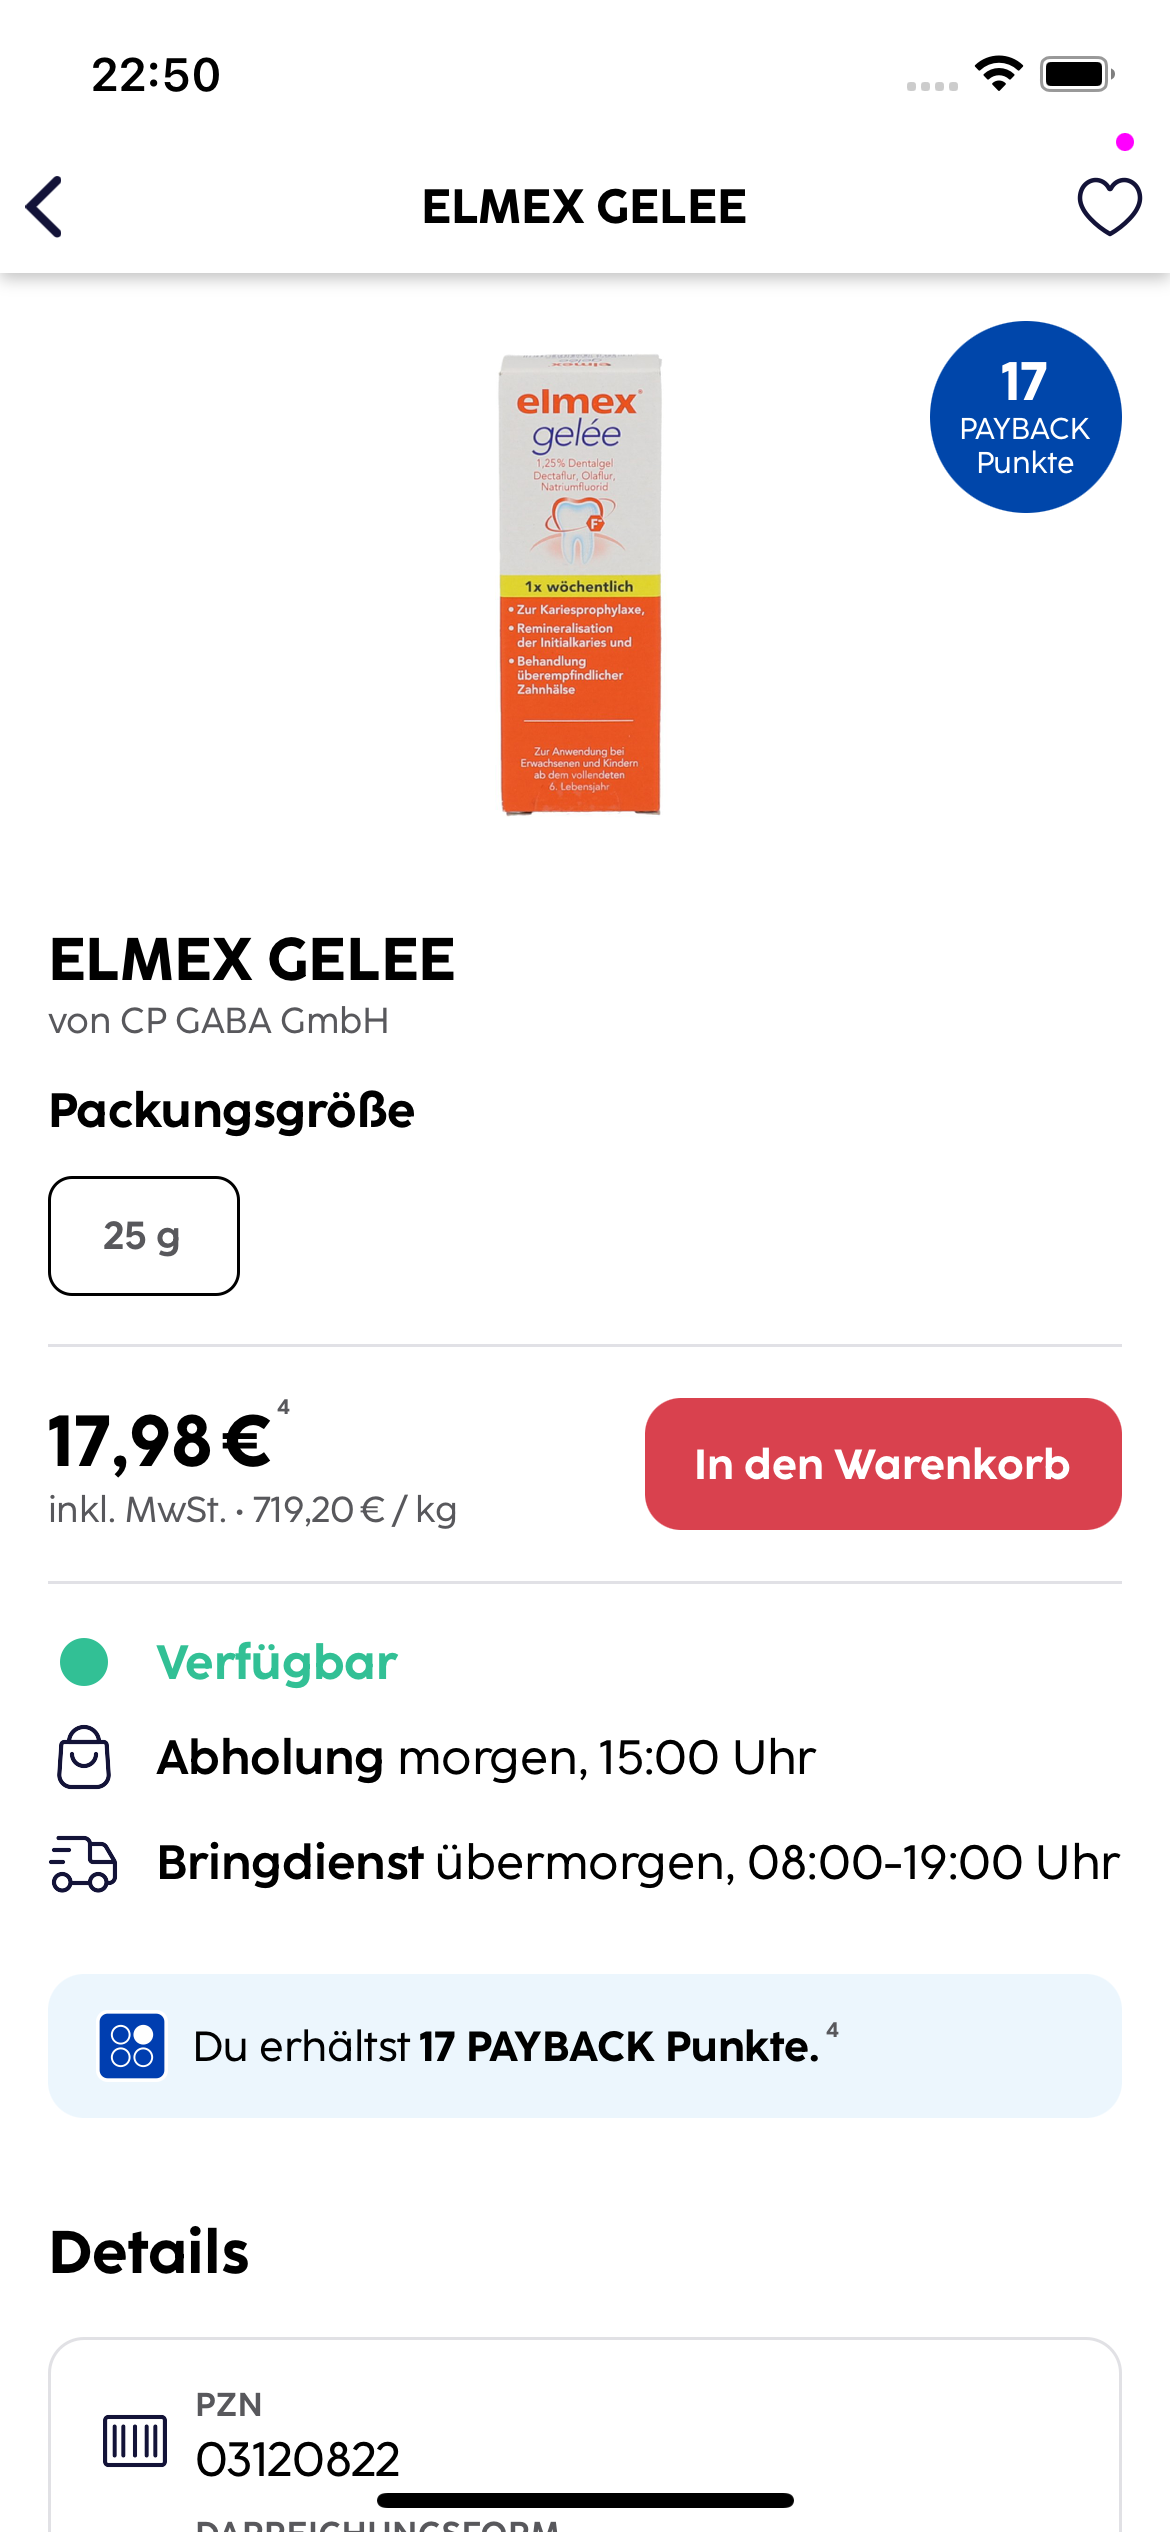 22:50
ELMEX GELEE
17
PAYBACK
Punkte
elmex
elmex
gelée
1,25% Dentalgel
Dectaflur, Olaflur,
Natriumfluorid
F-
1x wöchentlich
• Zur Kariesprophylaxe,
• Remineralisation
der Initialkaries und
• Behandlung
überempfindlicher
Zahnhälse
Zur Anwendung bei
Erwachsenen und Kindern
ab dem vollendeten
6. Lebensjahr
ELMEX GELEE
von CP GABA GmbH
Packungsgröße
25 g
17,98 € 4
inkl. MwSt. • 719,20 € / kg
In den Warenkorb
Verfügbar
Abholung morgen, 15:00 Uhr
Bringdienst übermorgen, 08:00-19:00 Uhr
Du erhältst 17 PAYBACK Punkte. 4
Details
PZN
03120822
DARREICHUNGSFORM